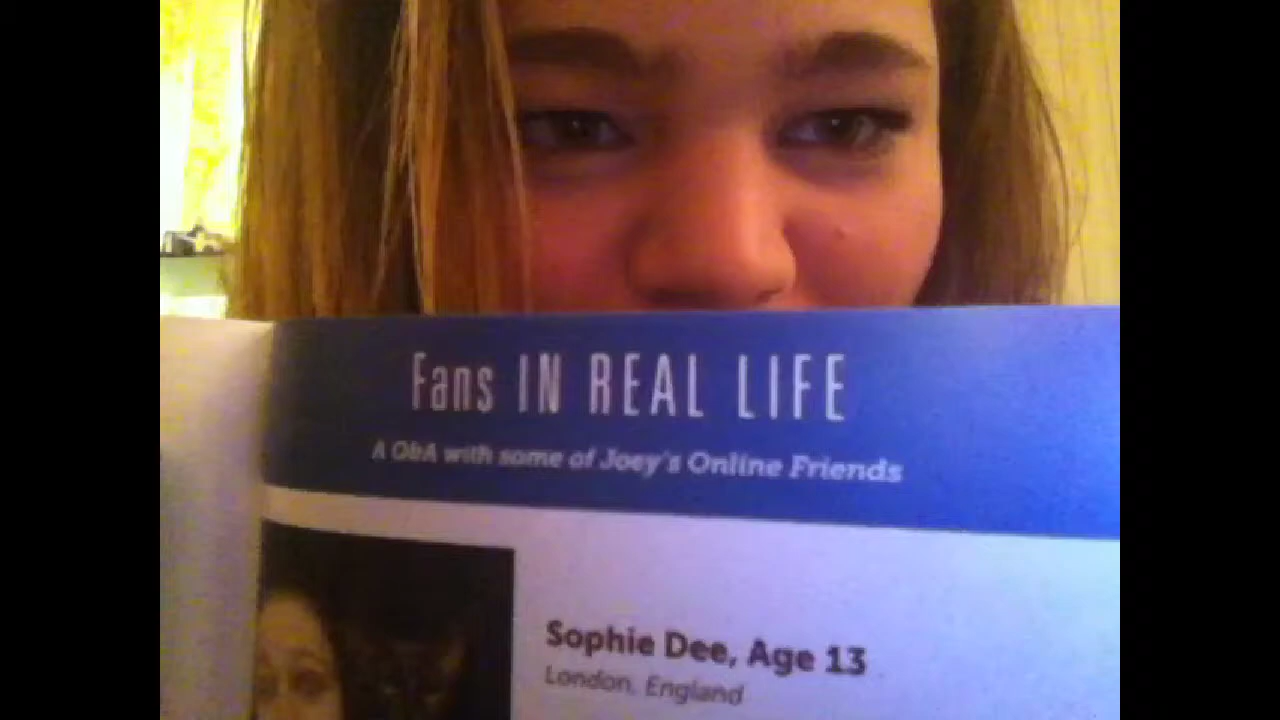 Fans IN REAL LIFE
A Q&A with some of Joey's Online Friends
Sophie Dee, Age 13
London, England